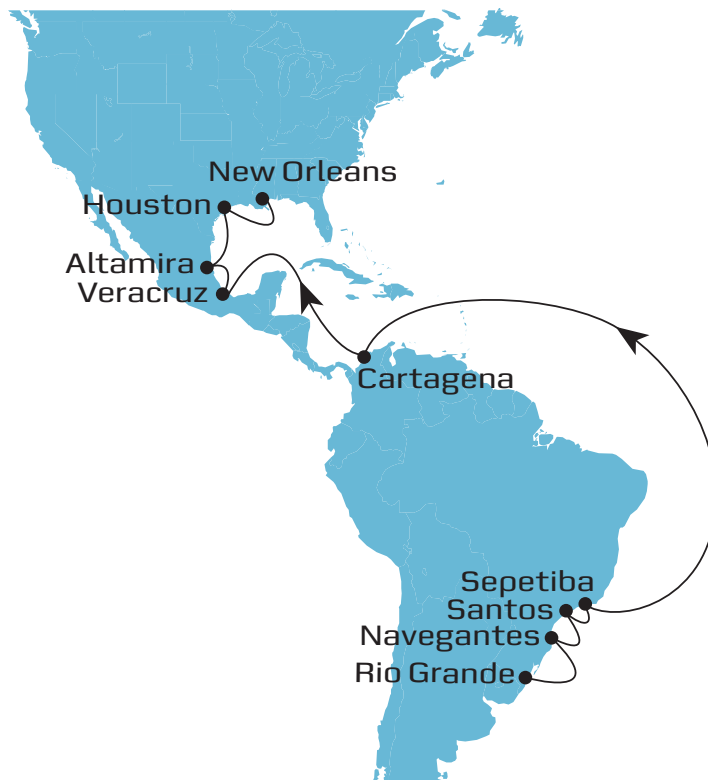 New Orleans
Houston
Altamira
Veracruz
Cartagena
Sepetiba
Santos
Navegantes
Rio Grande